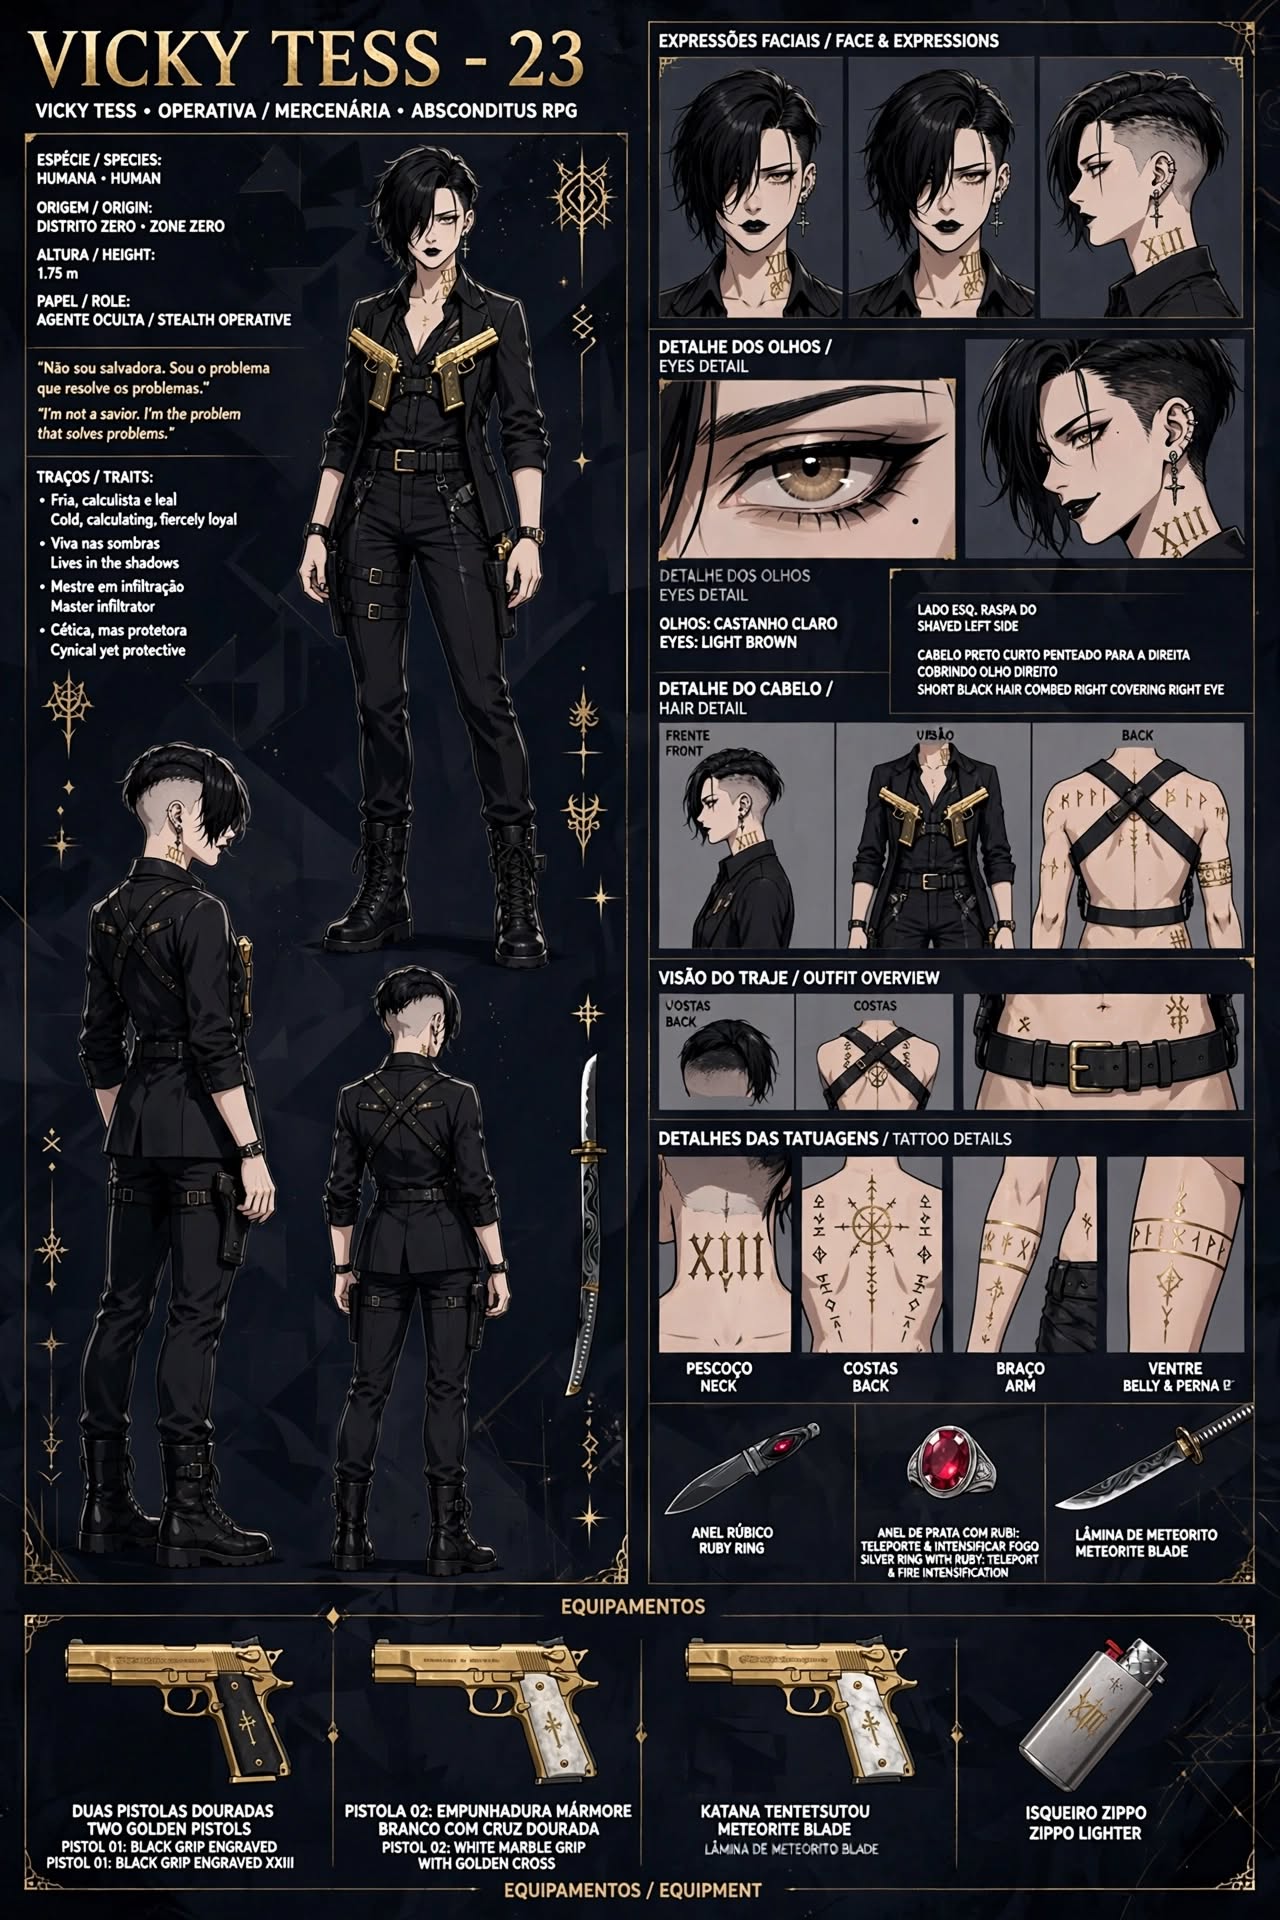 VICKY TESS - 23
VICKY TESS • OPERATIVA / MERCENÁRIA • ABSCONDITUS RPG
ESPÉCIE / SPECIES:
HUMANA • HUMAN
ORIGEM / ORIGIN:
DISTRITO ZERO • ZONE ZERO
ALTURA / HEIGHT:
1.75 m
PAPEL / ROLE:
AGENTE OCULTA / STEALTH OPERATIVE
"Não sou salvadora. Sou o problema
que resolve os problemas."
"I'm not a savior. I'm the problem
that solves problems."
TRAÇOS / TRAITS:
• Fria, calculista e leal
Cold, calculating, fiercely loyal
• Viva nas sombras
Lives in the shadows
• Mestre em infiltração
Master infiltrator
• Cética, mas protetora
Cynical yet protective
EXPRESSÕES FACIAIS / FACE & EXPRESSIONS
XIII
XIII
XIII
DETALHE DOS OLHOS /
EYES DETAIL
XIII
DETALHE DOS OLHOS
EYES DETAIL
OLHOS: CASTANHO CLARO
EYES: LIGHT BROWN
LADO ESQ. RASPA DO
SHAVED LEFT SIDE
CABELO PRETO CURTO PENTEADO PARA A DIREITA
COBRINDO OLHO DIREITO
SHORT BLACK HAIR COMBED RIGHT COVERING RIGHT EYE
DETALHE DO CABELO /
HAIR DETAIL
FRENTE
FRONT
BACK
XIII
VISÃO DO TRAJE / OUTFIT OVERVIEW
BACK
COSTAS
DETALHES DAS TATUAGENS / TATTOO DETAILS
XIII
PESCOÇO
NECK
COSTAS
BACK
BRAÇO
ARM
VENTRE
BELLY & PERNA
ANEL RÚBICO
RUBY RING
ANEL DE PRATA COM RUBI:
TELEPORTE & INTENSIFICAR FOGO
SILVER RING WITH RUBY: TELEPORT
& FIRE INTENSIFICATION
LÂMINA DE METEORITO
METEORITE BLADE
EQUIPAMENTOS
DUAS PISTOLAS DOURADAS
TWO GOLDEN PISTOLS
PISTOL 01: BLACK GRIP ENGRAVED
PISTOL 01: BLACK GRIP ENGRAVED XXIII
PISTOLA 02: EMPUNHADURA MÁRMORE
BRANCO COM CRUZ DOURADA
PISTOL 02: WHITE MARBLE GRIP
WITH GOLDEN CROSS
KATANA TENTETSUTOU
METEORITE BLADE
LÂMINA DE METEORITO BLADE
ISQUEIRO ZIPPO
ZIPPO LIGHTER
EQUIPAMENTOS / EQUIPMENT